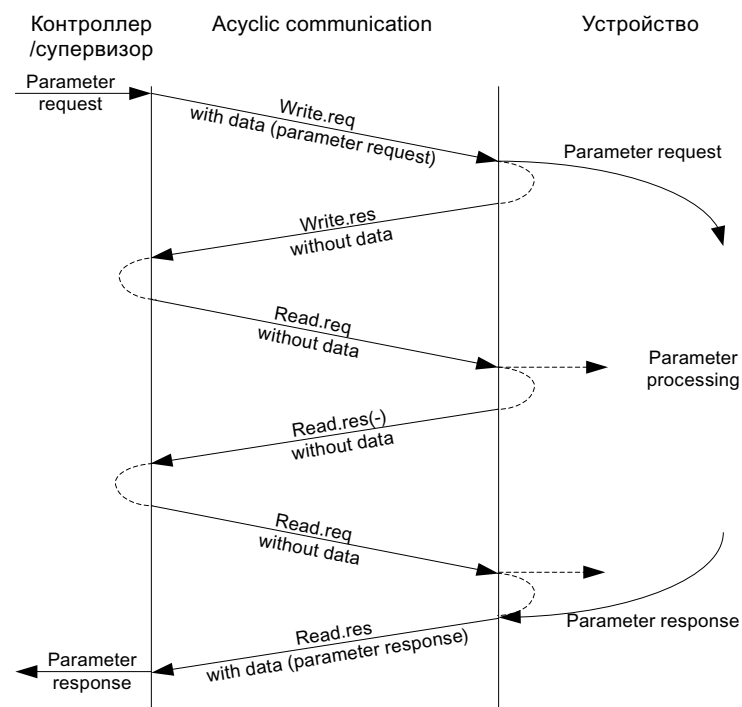 Контроллер
/супервизор
Acyclic communication
Устройство
Parameter
request
Write.req
with data (parameter request)
Parameter request
Write.res
without data
Read.req
without data
Parameter
processing
Read.res(-)
without data
Read.req
without data
Parameter response
Read.res
with data (parameter response)
Parameter
response